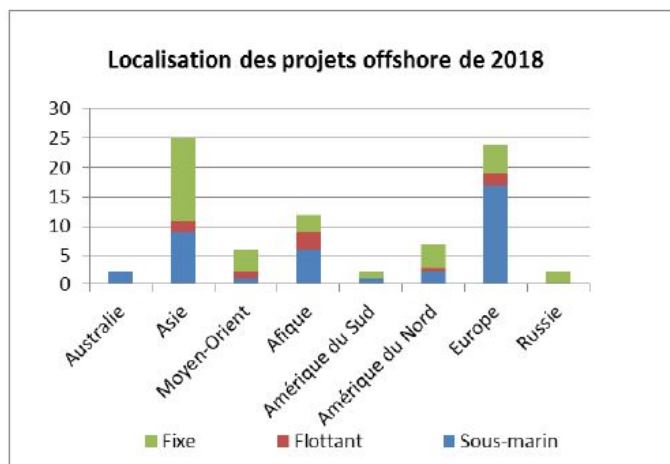 Localisation des projets offshore de 2018
30
25
20
15
10
5
0
Australie
Asie
Moyen-Orient
Afique
Amérique du Sud
Amérique du Nord
Europe
Russie
Fixe
Flottant
Sous-marin